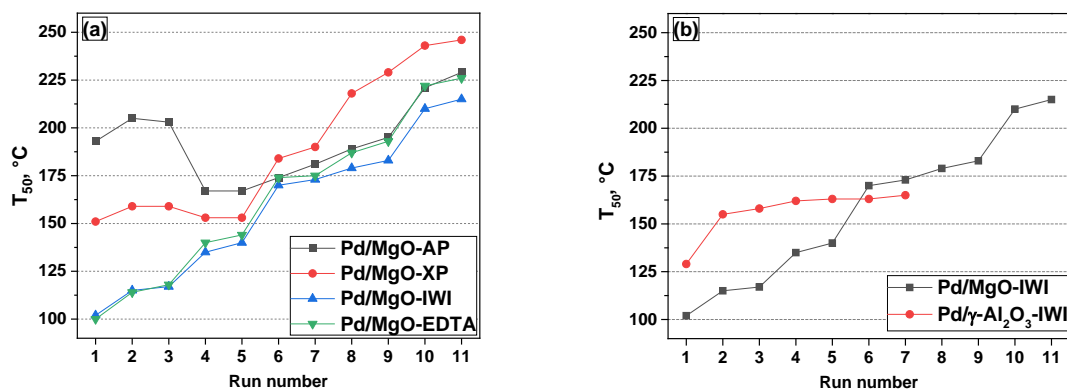 (a)
250
225
200
175
150
125
100
T50, °C
1 2 3 4 5 6 7 8 9 10 11
Run number
Pd/MgO-AP
Pd/MgO-XP
Pd/MgO-IWI
Pd/MgO-EDTA
(b)
250
225
200
175
150
125
100
T50, °C
1 2 3 4 5 6 7 8 9 10 11
Run number
Pd/MgO-IWI
Pd/γ-Al2O3-IWI